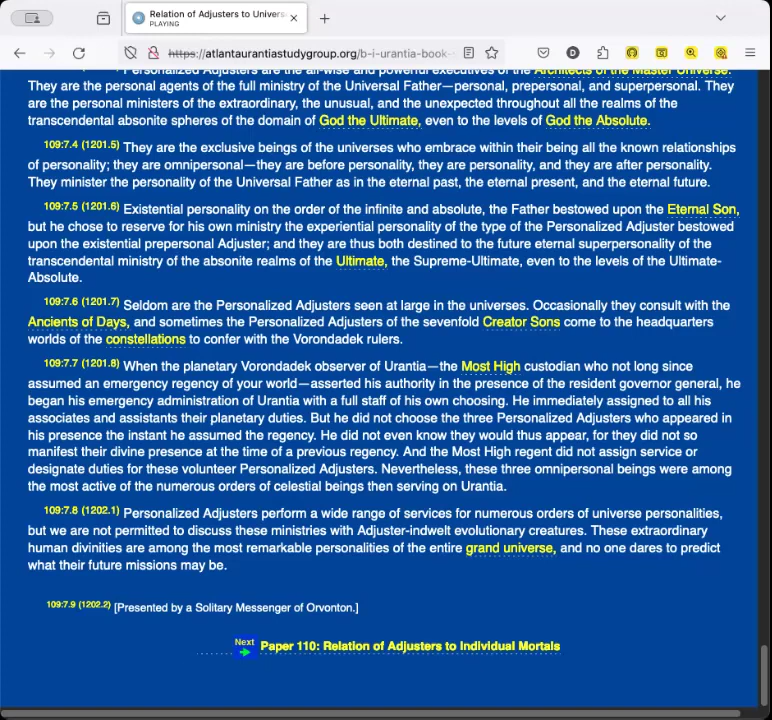 Relation of Adjusters to Univers
PLAYING
https://atlantaurantiastudygroup.org/b-i-urantia-book-
Personalized Adjusters are the all-wise and powerful executives of the Architects of the Master Universe.
They are the personal agents of the full ministry of the Universal Father—personal, prepersonal, and superpersonal. They
are the personal ministers of the extraordinary, the unusual, and the unexpected throughout all the realms of the
transcendental absonite spheres of the domain of God the Ultimate, even to the levels of God the Absolute.
109:7.4 (1201.5) They are the exclusive beings of the universes who embrace within their being all the known relationships
of personality; they are omnipersonal—they are before personality, they are personality, and they are after personality.
They minister the personality of the Universal Father as in the eternal past, the eternal present, and the eternal future.
109:7.5 (1201.6) Existential personality on the order of the infinite and absolute, the Father bestowed upon the Eternal Son,
but he chose to reserve for his own ministry the experiential personality of the type of the Personalized Adjuster bestowed
upon the existential prepersonal Adjuster; and they are thus both destined to the future eternal superpersonality of the
transcendental ministry of the absonite realms of the Ultimate, the Supreme-Ultimate, even to the levels of the Ultimate-
Absolute.
109:7.6 (1201.7) Seldom are the Personalized Adjusters seen at large in the universes. Occasionally they consult with the
Ancients of Days, and sometimes the Personalized Adjusters of the sevenfold Creator Sons come to the headquarters
worlds of the constellations to confer with the Vorondadek rulers.
109:7.7 (1201.8) When the planetary Vorondadek observer of Urantia—the Most High custodian who not long since
assumed an emergency regency of your world—asserted his authority in the presence of the resident governor general, he
began his emergency administration of Urantia with a full staff of his own choosing. He immediately assigned to all his
associates and assistants their planetary duties. But he did not choose the three Personalized Adjusters who appeared in
his presence the instant he assumed the regency. He did not even know they would thus appear, for they did not so
manifest their divine presence at the time of a previous regency. And the Most High regent did not assign service or
designate duties for these volunteer Personalized Adjusters. Nevertheless, these three omnipersonal beings were among
the most active of the numerous orders of celestial beings then serving on Urantia.
109:7.8 (1202.1) Personalized Adjusters perform a wide range of services for numerous orders of universe personalities,
but we are not permitted to discuss these ministries with Adjuster-indwelt evolutionary creatures. These extraordinary
human divinities are among the most remarkable personalities of the entire grand universe, and no one dares to predict
what their future missions may be.
109:7.9 (1202.2) [Presented by a Solitary Messenger of Orvonton.]
Next Paper 110: Relation of Adjusters to Individual Mortals